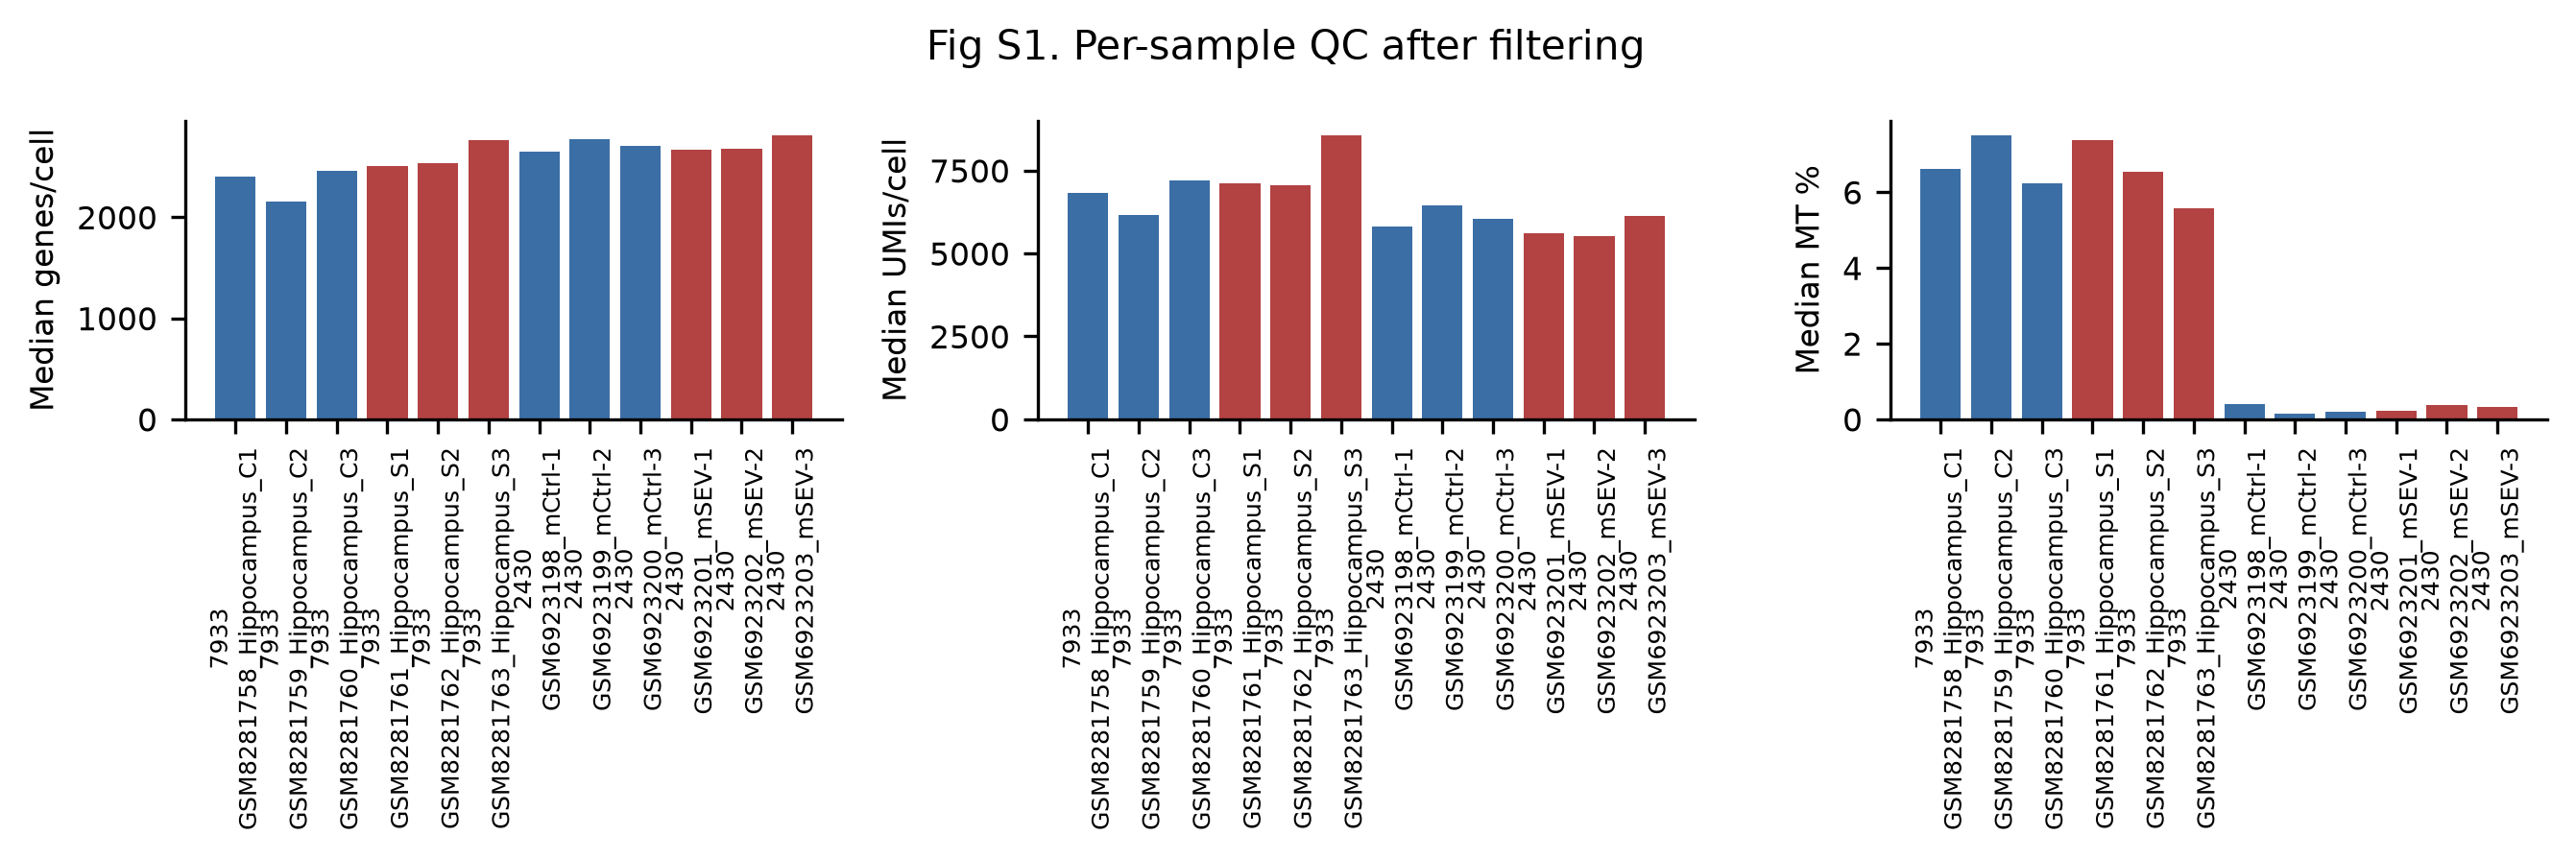 Fig S1. Per-sample QC after filtering
Median genes/cell
2000
1000
0
7933
GSM8281758_Hippocampus_C1
7933
GSM8281759_Hippocampus_C2
7933
GSM8281760_Hippocampus_C3
7933
GSM8281761_Hippocampus_S1
7933
GSM8281762_Hippocampus_S2
7933
GSM8281763_Hippocampus_S3
2430
GSM6923198_mCtrl-1
2430
GSM6923199_mCtrl-2
2430
GSM6923200_mCtrl-3
2430
GSM6923201_mSEV-1
2430
GSM6923202_mSEV-2
2430
GSM6923203_mSEV-3
Median UMIs/cell
7500
5000
2500
0
7933
GSM8281758_Hippocampus_C1
7933
GSM8281759_Hippocampus_C2
7933
GSM8281760_Hippocampus_C3
7933
GSM8281761_Hippocampus_S1
7933
GSM8281762_Hippocampus_S2
7933
GSM8281763_Hippocampus_S3
2430
GSM6923198_mCtrl-1
2430
GSM6923199_mCtrl-2
2430
GSM6923200_mCtrl-3
2430
GSM6923201_mSEV-1
2430
GSM6923202_mSEV-2
2430
GSM6923203_mSEV-3
Median MT %
6
4
2
0
7933
GSM8281758_Hippocampus_C1
7933
GSM8281759_Hippocampus_C2
7933
GSM8281760_Hippocampus_C3
7933
GSM8281761_Hippocampus_S1
7933
GSM8281762_Hippocampus_S2
7933
GSM8281763_Hippocampus_S3
2430
GSM6923198_mCtrl-1
2430
GSM6923199_mCtrl-2
2430
GSM6923200_mCtrl-3
2430
GSM6923201_mSEV-1
2430
GSM6923202_mSEV-2
2430
GSM6923203_mSEV-3